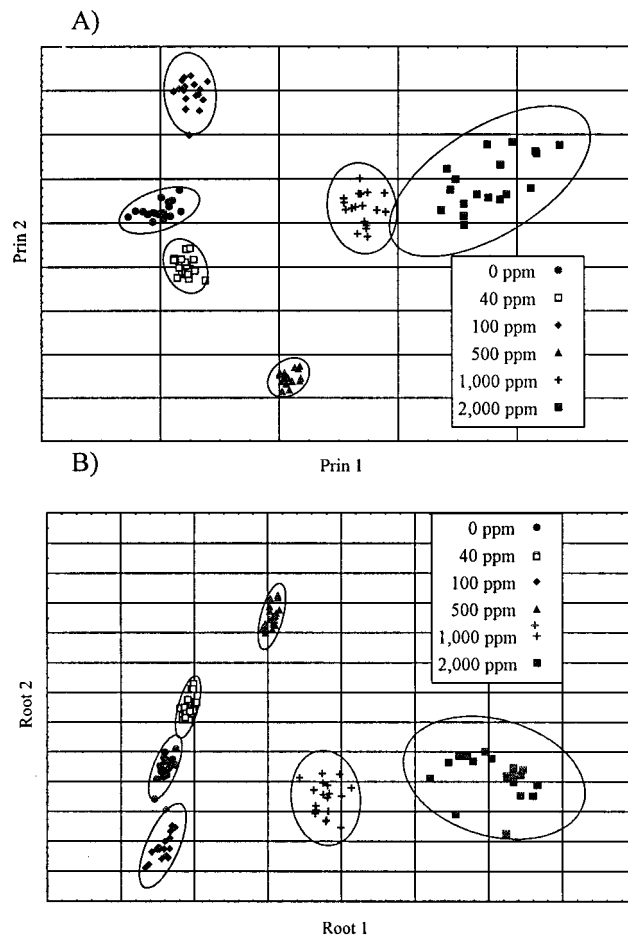 A)
Prin 2
0 ppm
40 ppm
100 ppm
500 ppm
1,000 ppm
2,000 ppm
Prin 1
B)
0 ppm
40 ppm
100 ppm
500 ppm
1,000 ppm
2,000 ppm
Root 2
Root 1